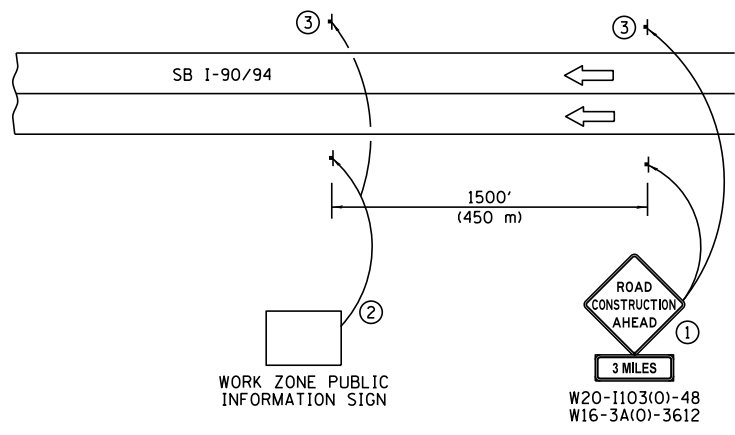 ③
③
SB I-90/94
1500'
(450 m)
②
ROAD
CONSTRUCTION
AHEAD
①
3 MILES
WORK ZONE PUBLIC
INFORMATION SIGN
W20-I103(O)-48
W16-3A(O)-3612